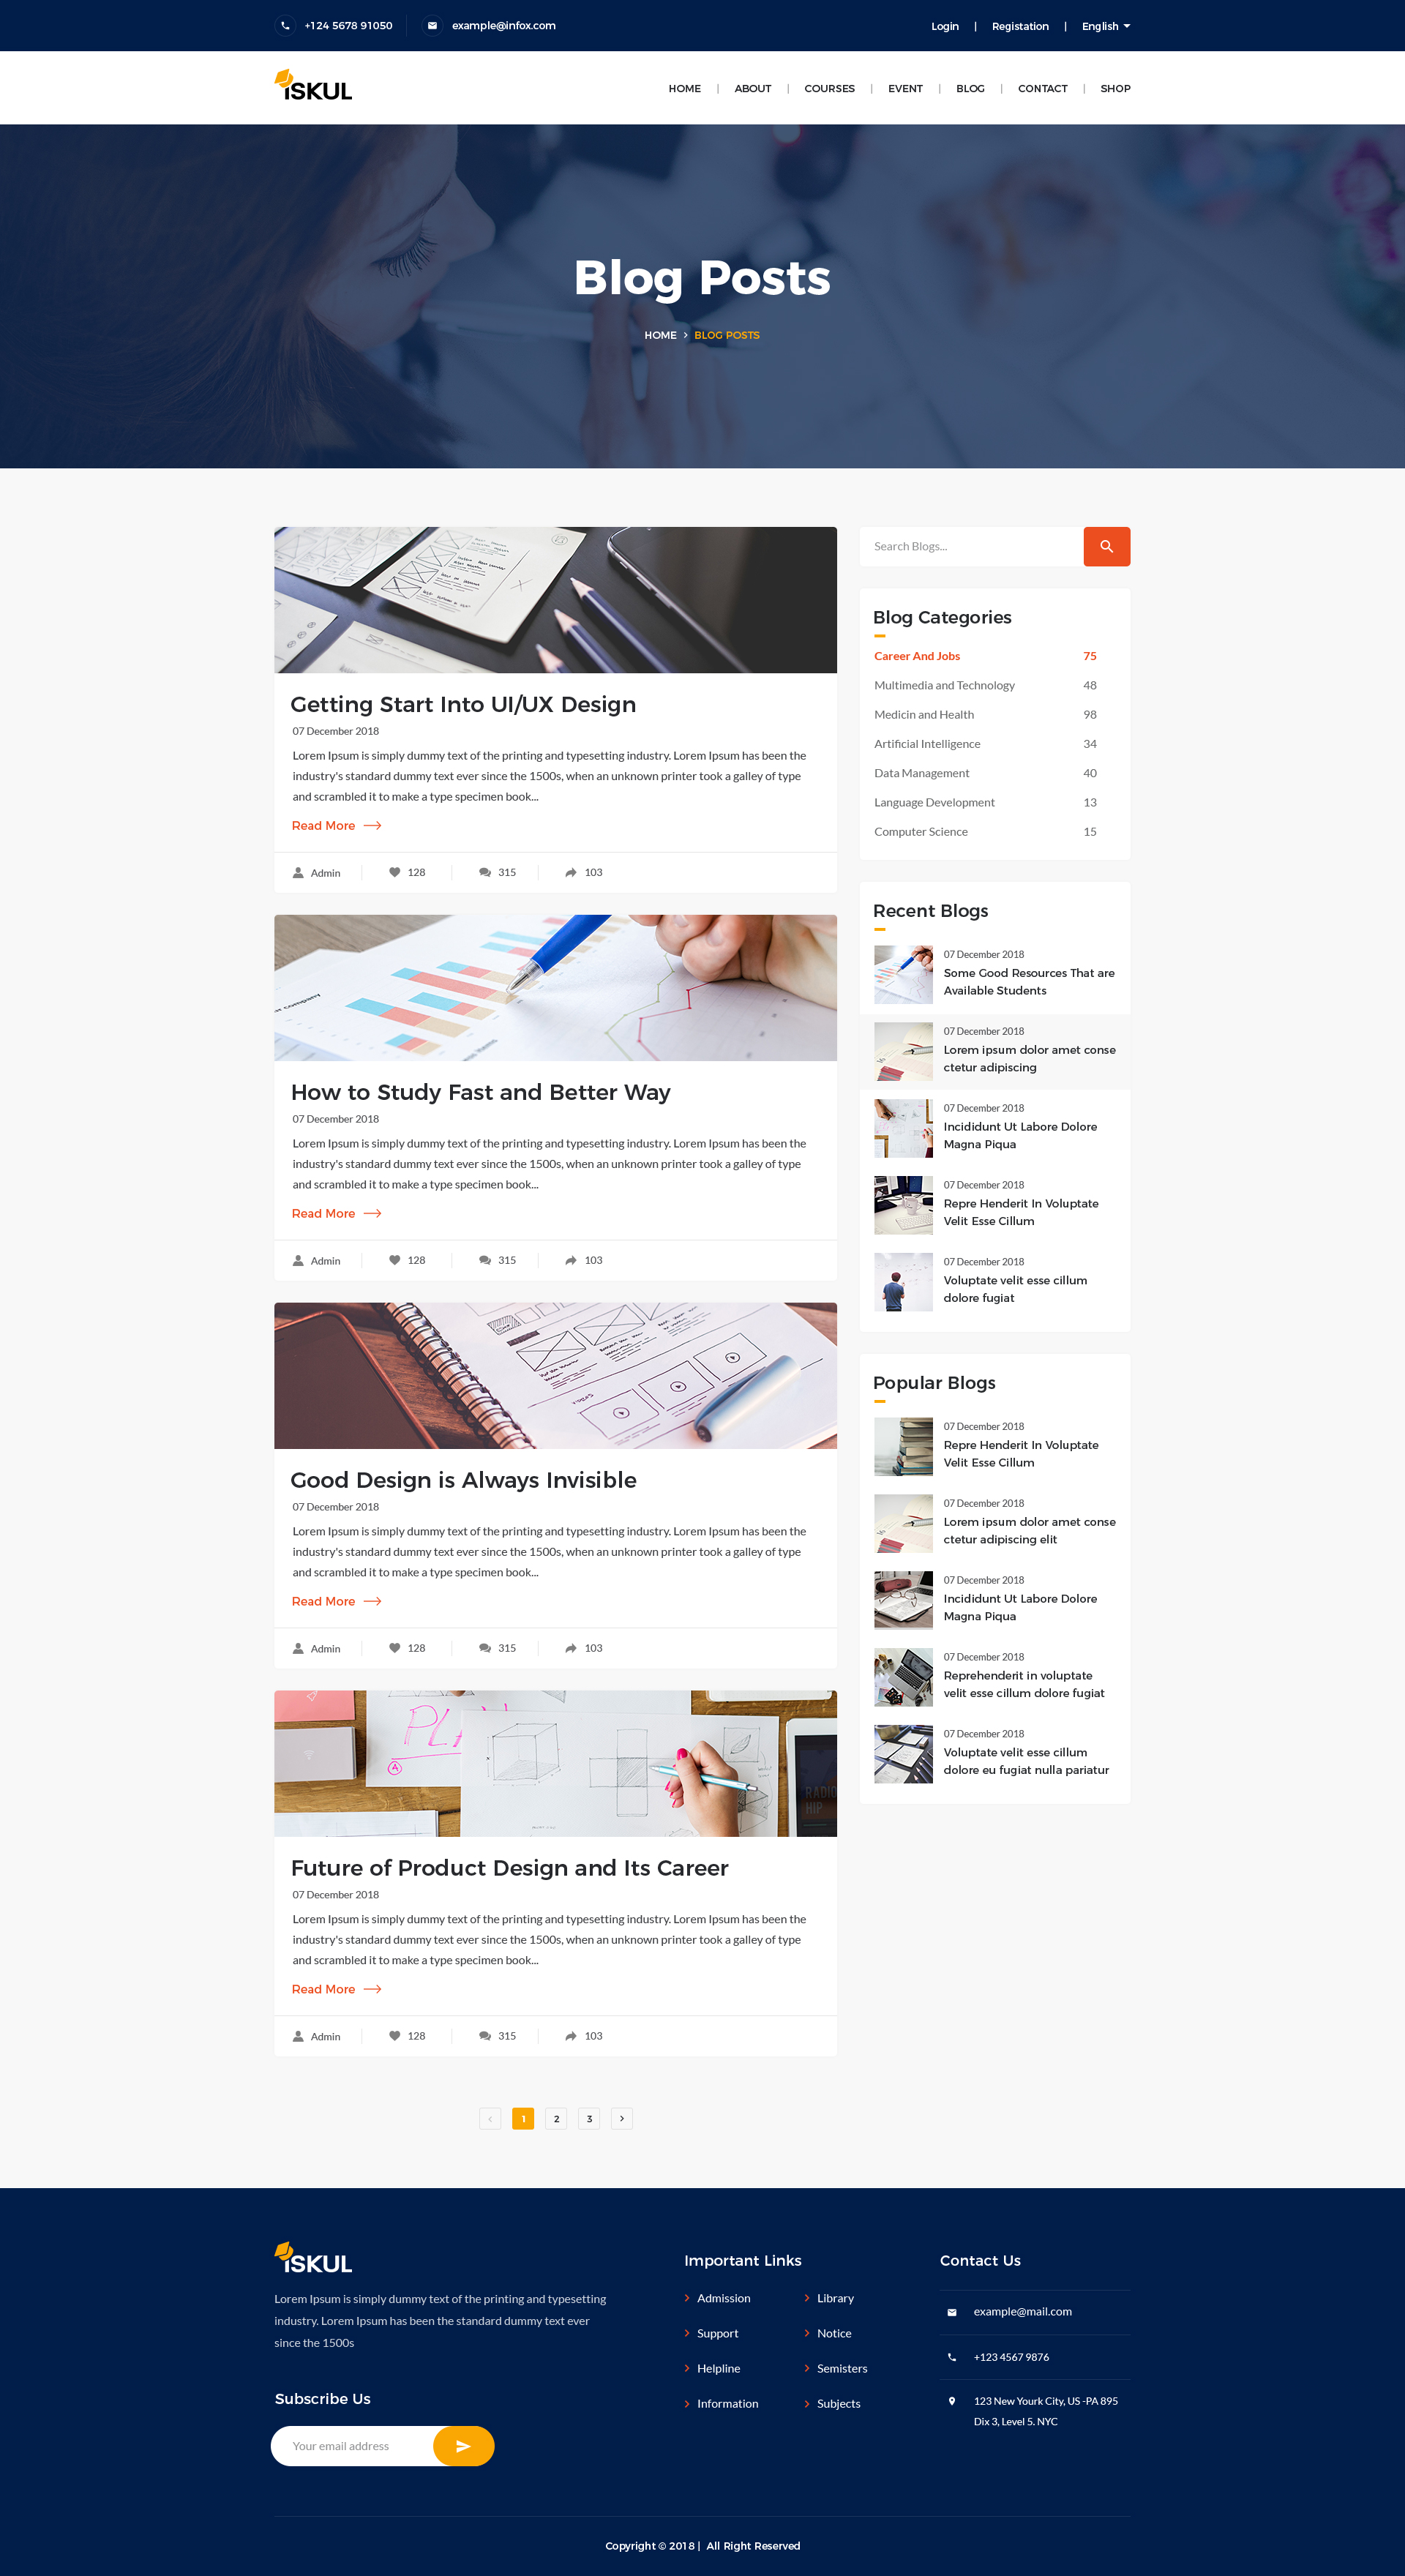 +124 5678 91050
example@infox.com
Login | Registation | English
ISKUL
HOME | ABOUT | COURSES | EVENT | BLOG | CONTACT | SHOP
Blog Posts
HOME > BLOG POSTS
Getting Start Into UI/UX Design
07 December 2018
Lorem Ipsum is simply dummy text of the printing and typesetting industry. Lorem Ipsum has been the
industry's standard dummy text ever since the 1500s, when an unknown printer took a galley of type
and scrambled it to make a type specimen book...
Read More
Admin 128 315 103
How to Study Fast and Better Way
07 December 2018
Lorem Ipsum is simply dummy text of the printing and typesetting industry. Lorem Ipsum has been the
industry's standard dummy text ever since the 1500s, when an unknown printer took a galley of type
and scrambled it to make a type specimen book...
Read More
Admin 128 315 103
Good Design is Always Invisible
07 December 2018
Lorem Ipsum is simply dummy text of the printing and typesetting industry. Lorem Ipsum has been the
industry's standard dummy text ever since the 1500s, when an unknown printer took a galley of type
and scrambled it to make a type specimen book...
Read More
Admin 128 315 103
RADIO
HIP
Future of Product Design and Its Career
07 December 2018
Lorem Ipsum is simply dummy text of the printing and typesetting industry. Lorem Ipsum has been the
industry's standard dummy text ever since the 1500s, when an unknown printer took a galley of type
and scrambled it to make a type specimen book...
Read More
Admin 128 315 103
< 1 2 3 >
Search Blogs...
Blog Categories
Career And Jobs 75
Multimedia and Technology 48
Medicin and Health 98
Artificial Intelligence 34
Data Management 40
Language Development 13
Computer Science 15
Recent Blogs
07 December 2018
Some Good Resources That are
Available Students
07 December 2018
Lorem ipsum dolor amet conse
ctetur adipiscing
07 December 2018
Incididunt Ut Labore Dolore
Magna Piqua
07 December 2018
Repre Henderit In Voluptate
Velit Esse Cillum
07 December 2018
Voluptate velit esse cillum
dolore fugiat
Popular Blogs
07 December 2018
Repre Henderit In Voluptate
Velit Esse Cillum
07 December 2018
Lorem ipsum dolor amet conse
ctetur adipiscing elit
07 December 2018
Incididunt Ut Labore Dolore
Magna Piqua
07 December 2018
Reprehenderit in voluptate
velit esse cillum dolore fugiat
07 December 2018
Voluptate velit esse cillum
dolore eu fugiat nulla pariatur
ISKUL
Lorem Ipsum is simply dummy text of the printing and typesetting
industry. Lorem Ipsum has been the standard dummy text ever
since the 1500s
Subscribe Us
Your email address
Important Links
Admission
Support
Helpline
Information
Library
Notice
Semisters
Subjects
Contact Us
example@mail.com
+123 4567 9876
123 New Yourk City, US -PA 895
Dix 3, Level 5. NYC
Copyright © 2018 | All Right Reserved